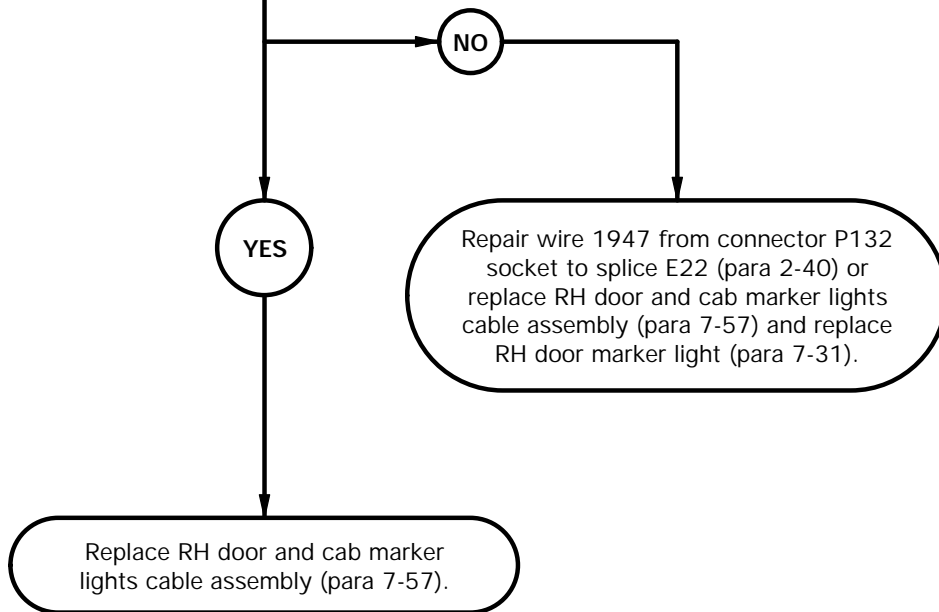 NO
YES
Repair wire 1947 from connector P132
socket to splice E22 (para 2-40) or
replace RH door and cab marker lights
cable assembly (para 7-57) and replace
RH door marker light (para 7-31).
Replace RH door and cab marker
lights cable assembly (para 7-57).